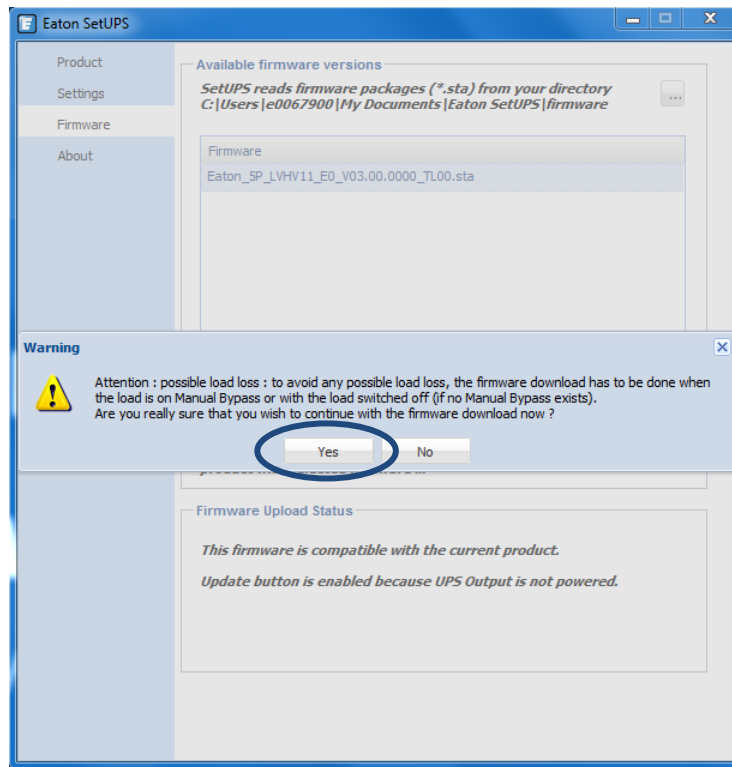 Eaton SetUPS
Product
Settings
Firmware
About
Available firmware versions
SetUPS reads firmware packages (*.sta) from your directory
C:|Users|e0067900|My Documents|Eaton SetUPS|firmware
...
Firmware
Eaton_5P_LVHV11_E0_V03.00.0000_TL00.sta
Warning
Attention : possible load loss : to avoid any possible load loss, the firmware download has to be done when
the load is on Manual Bypass or with the load switched off (if no Manual Bypass exists).
Are you really sure that you wish to continue with the firmware download now ?
Yes
No
Firmware Upload Status
This firmware is compatible with the current product.
Update button is enabled because UPS Output is not powered.